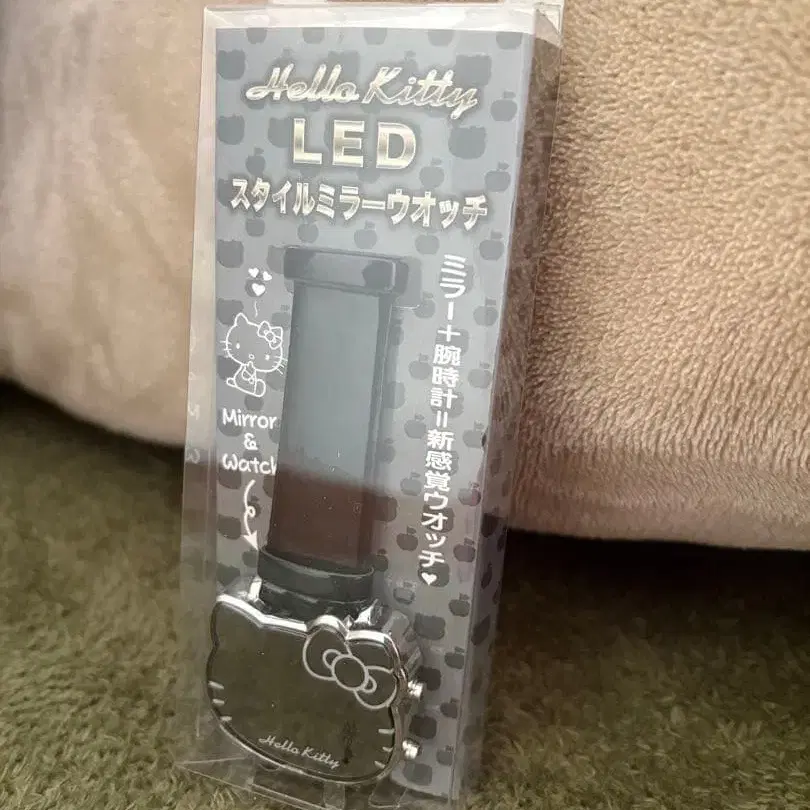 Hello Kitty
LED
スタイルミラーウオッチ
ミラー＋腕時計＝新感覚ウオッチ♥
Mirror
&
Watch
Hello Kitty